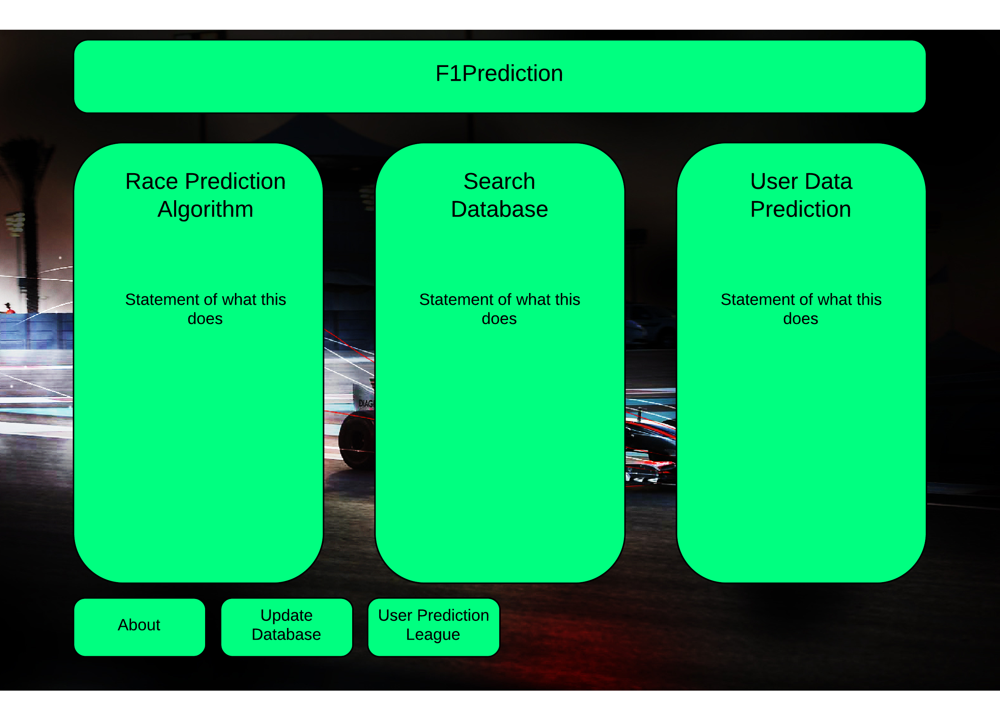 F1Prediction
Race Prediction
Algorithm
Search
Database
User Data
Prediction
Statement of what this
does
Statement of what this
does
Statement of what this
does
DIAG
About
Update
Database
User Prediction
League